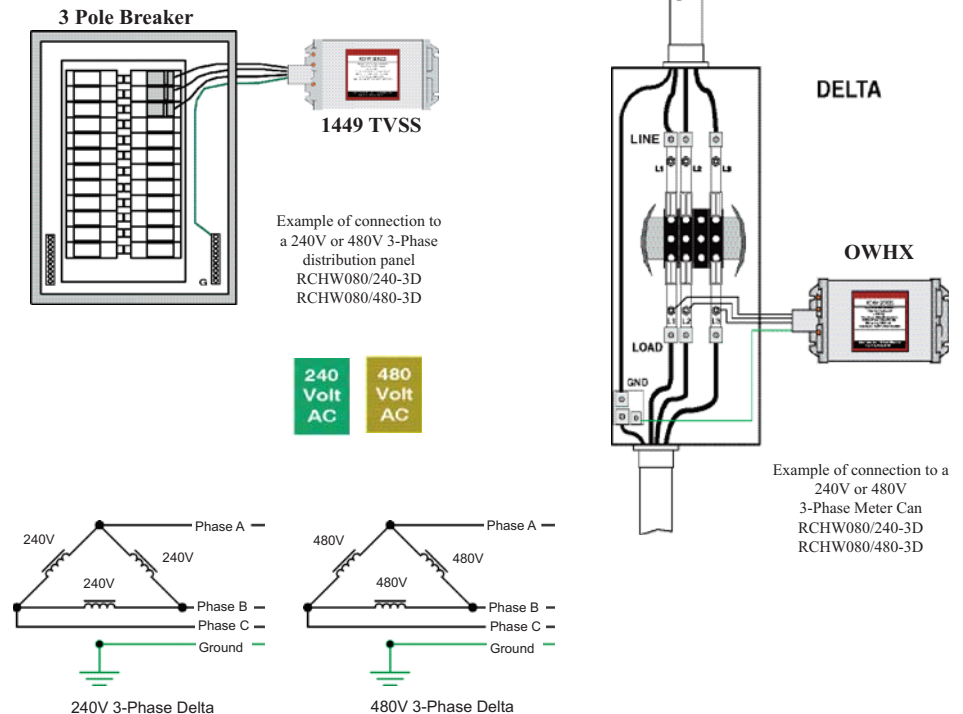 3 Pole Breaker
1449 TVSS
G
Example of connection to
a 240V or 480V 3-Phase
distribution panel
RCHW080/240-3D
RCHW080/480-3D
240
Volt
AC
480
Volt
AC
DELTA
LINE
L1
L2
L3
OWHX
L1
L2
L3
LOAD
GND
Example of connection to a
240V or 480V
3-Phase Meter Can
RCHW080/240-3D
RCHW080/480-3D
Phase A
240V
240V
240V
Phase B
Phase C
Ground
240V 3-Phase Delta
Phase A
480V
480V
480V
Phase B
Phase C
Ground
480V 3-Phase Delta